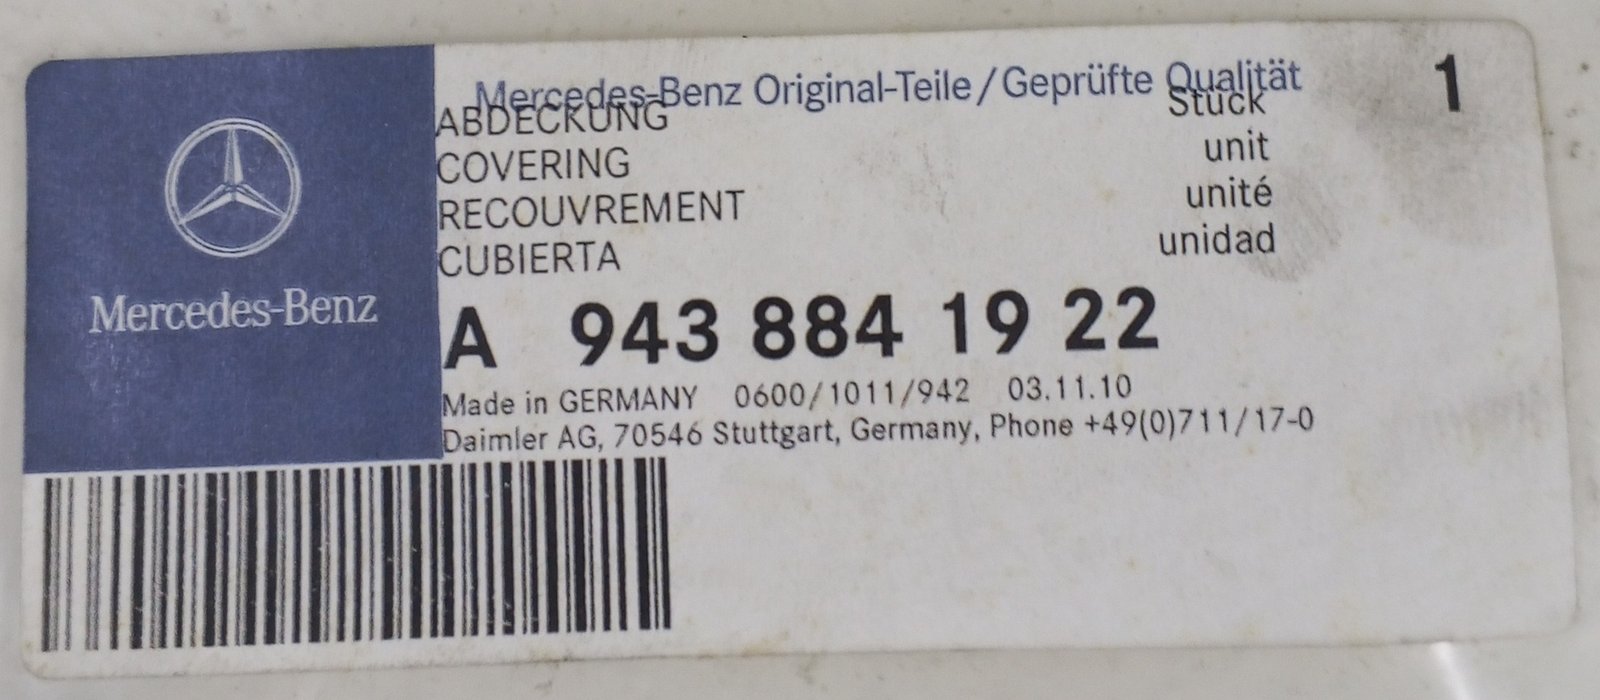 Mercedes-Benz Original-Teile/Geprüfte Qualität
ABDECKUNG Stück 1
COVERING unit
RECOUVREMENT unité
CUBIERTA unidad
Mercedes-Benz
A 943 884 19 22
Made in GERMANY 0600/1011/942 03.11.10
Daimler AG, 70546 Stuttgart, Germany, Phone +49(0)711/17-0